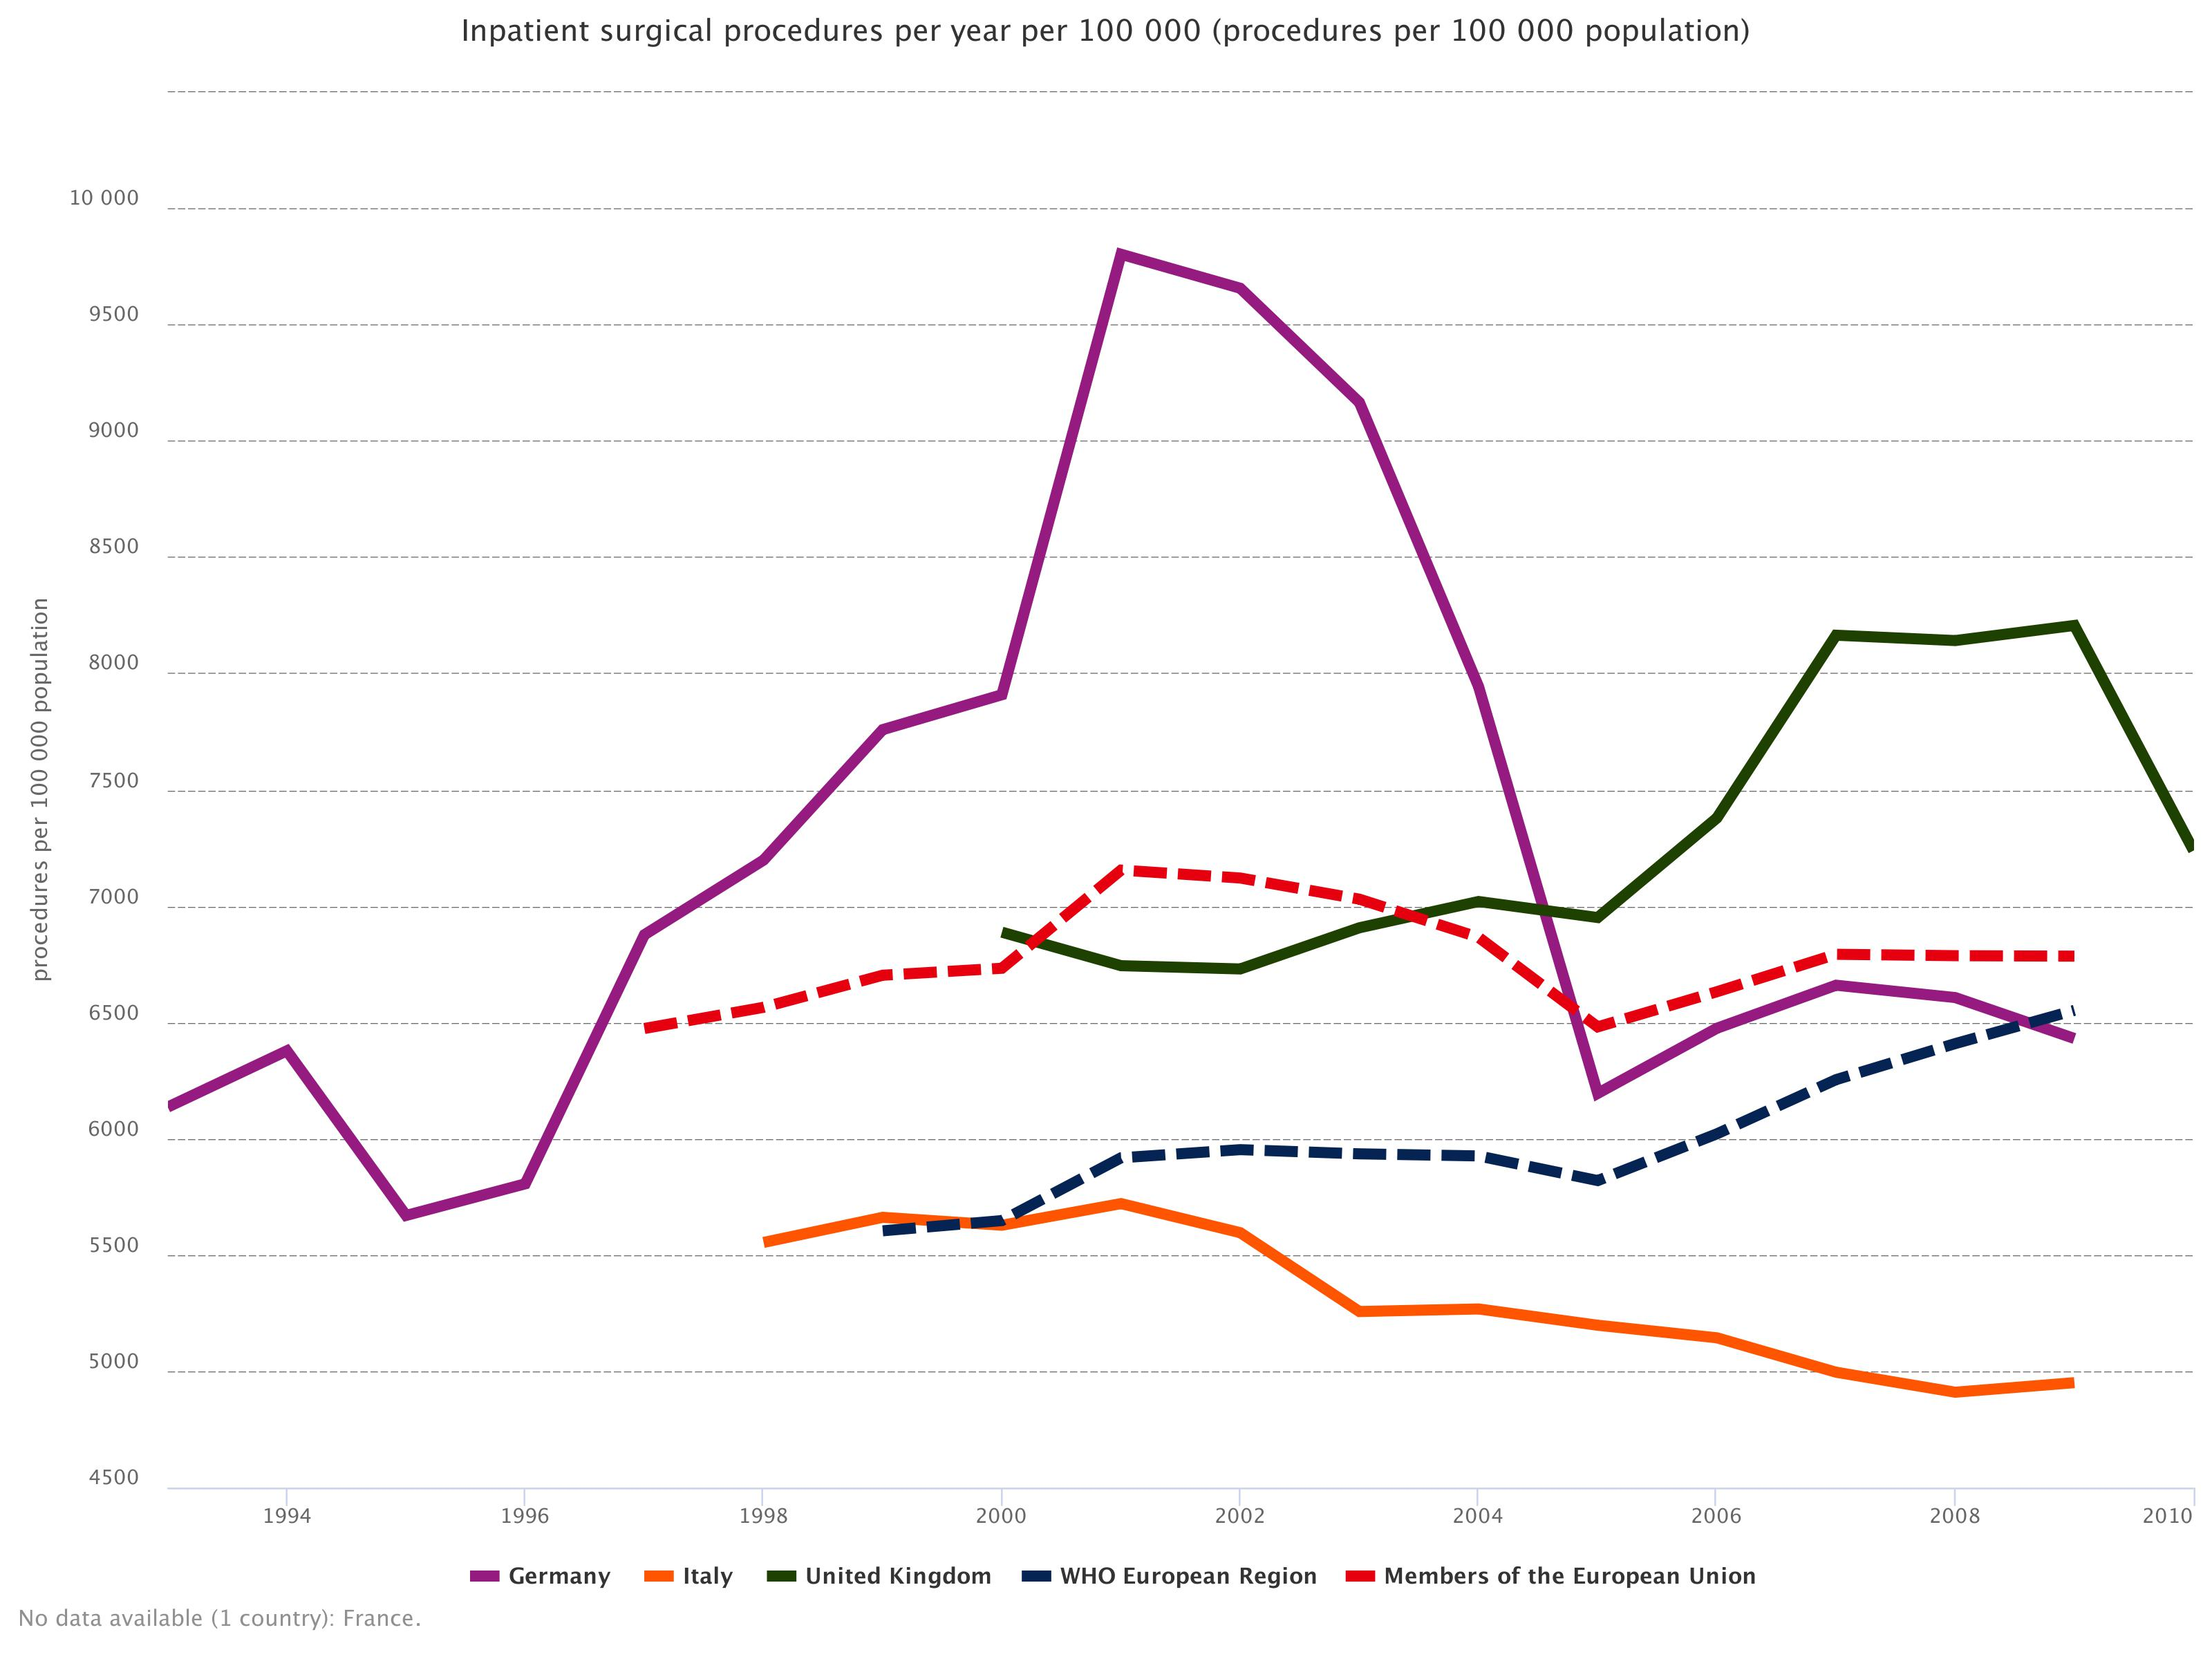 Inpatient surgical procedures per year per 100 000 (procedures per 100 000 population)
procedures per 100 000 population
10 000
9500
9000
8500
8000
7500
7000
6500
6000
5500
5000
4500
1994 1996 1998 2000 2002 2004 2006 2008 2010
Germany Italy United Kingdom WHO European Region Members of the European Union
No data available (1 country): France.